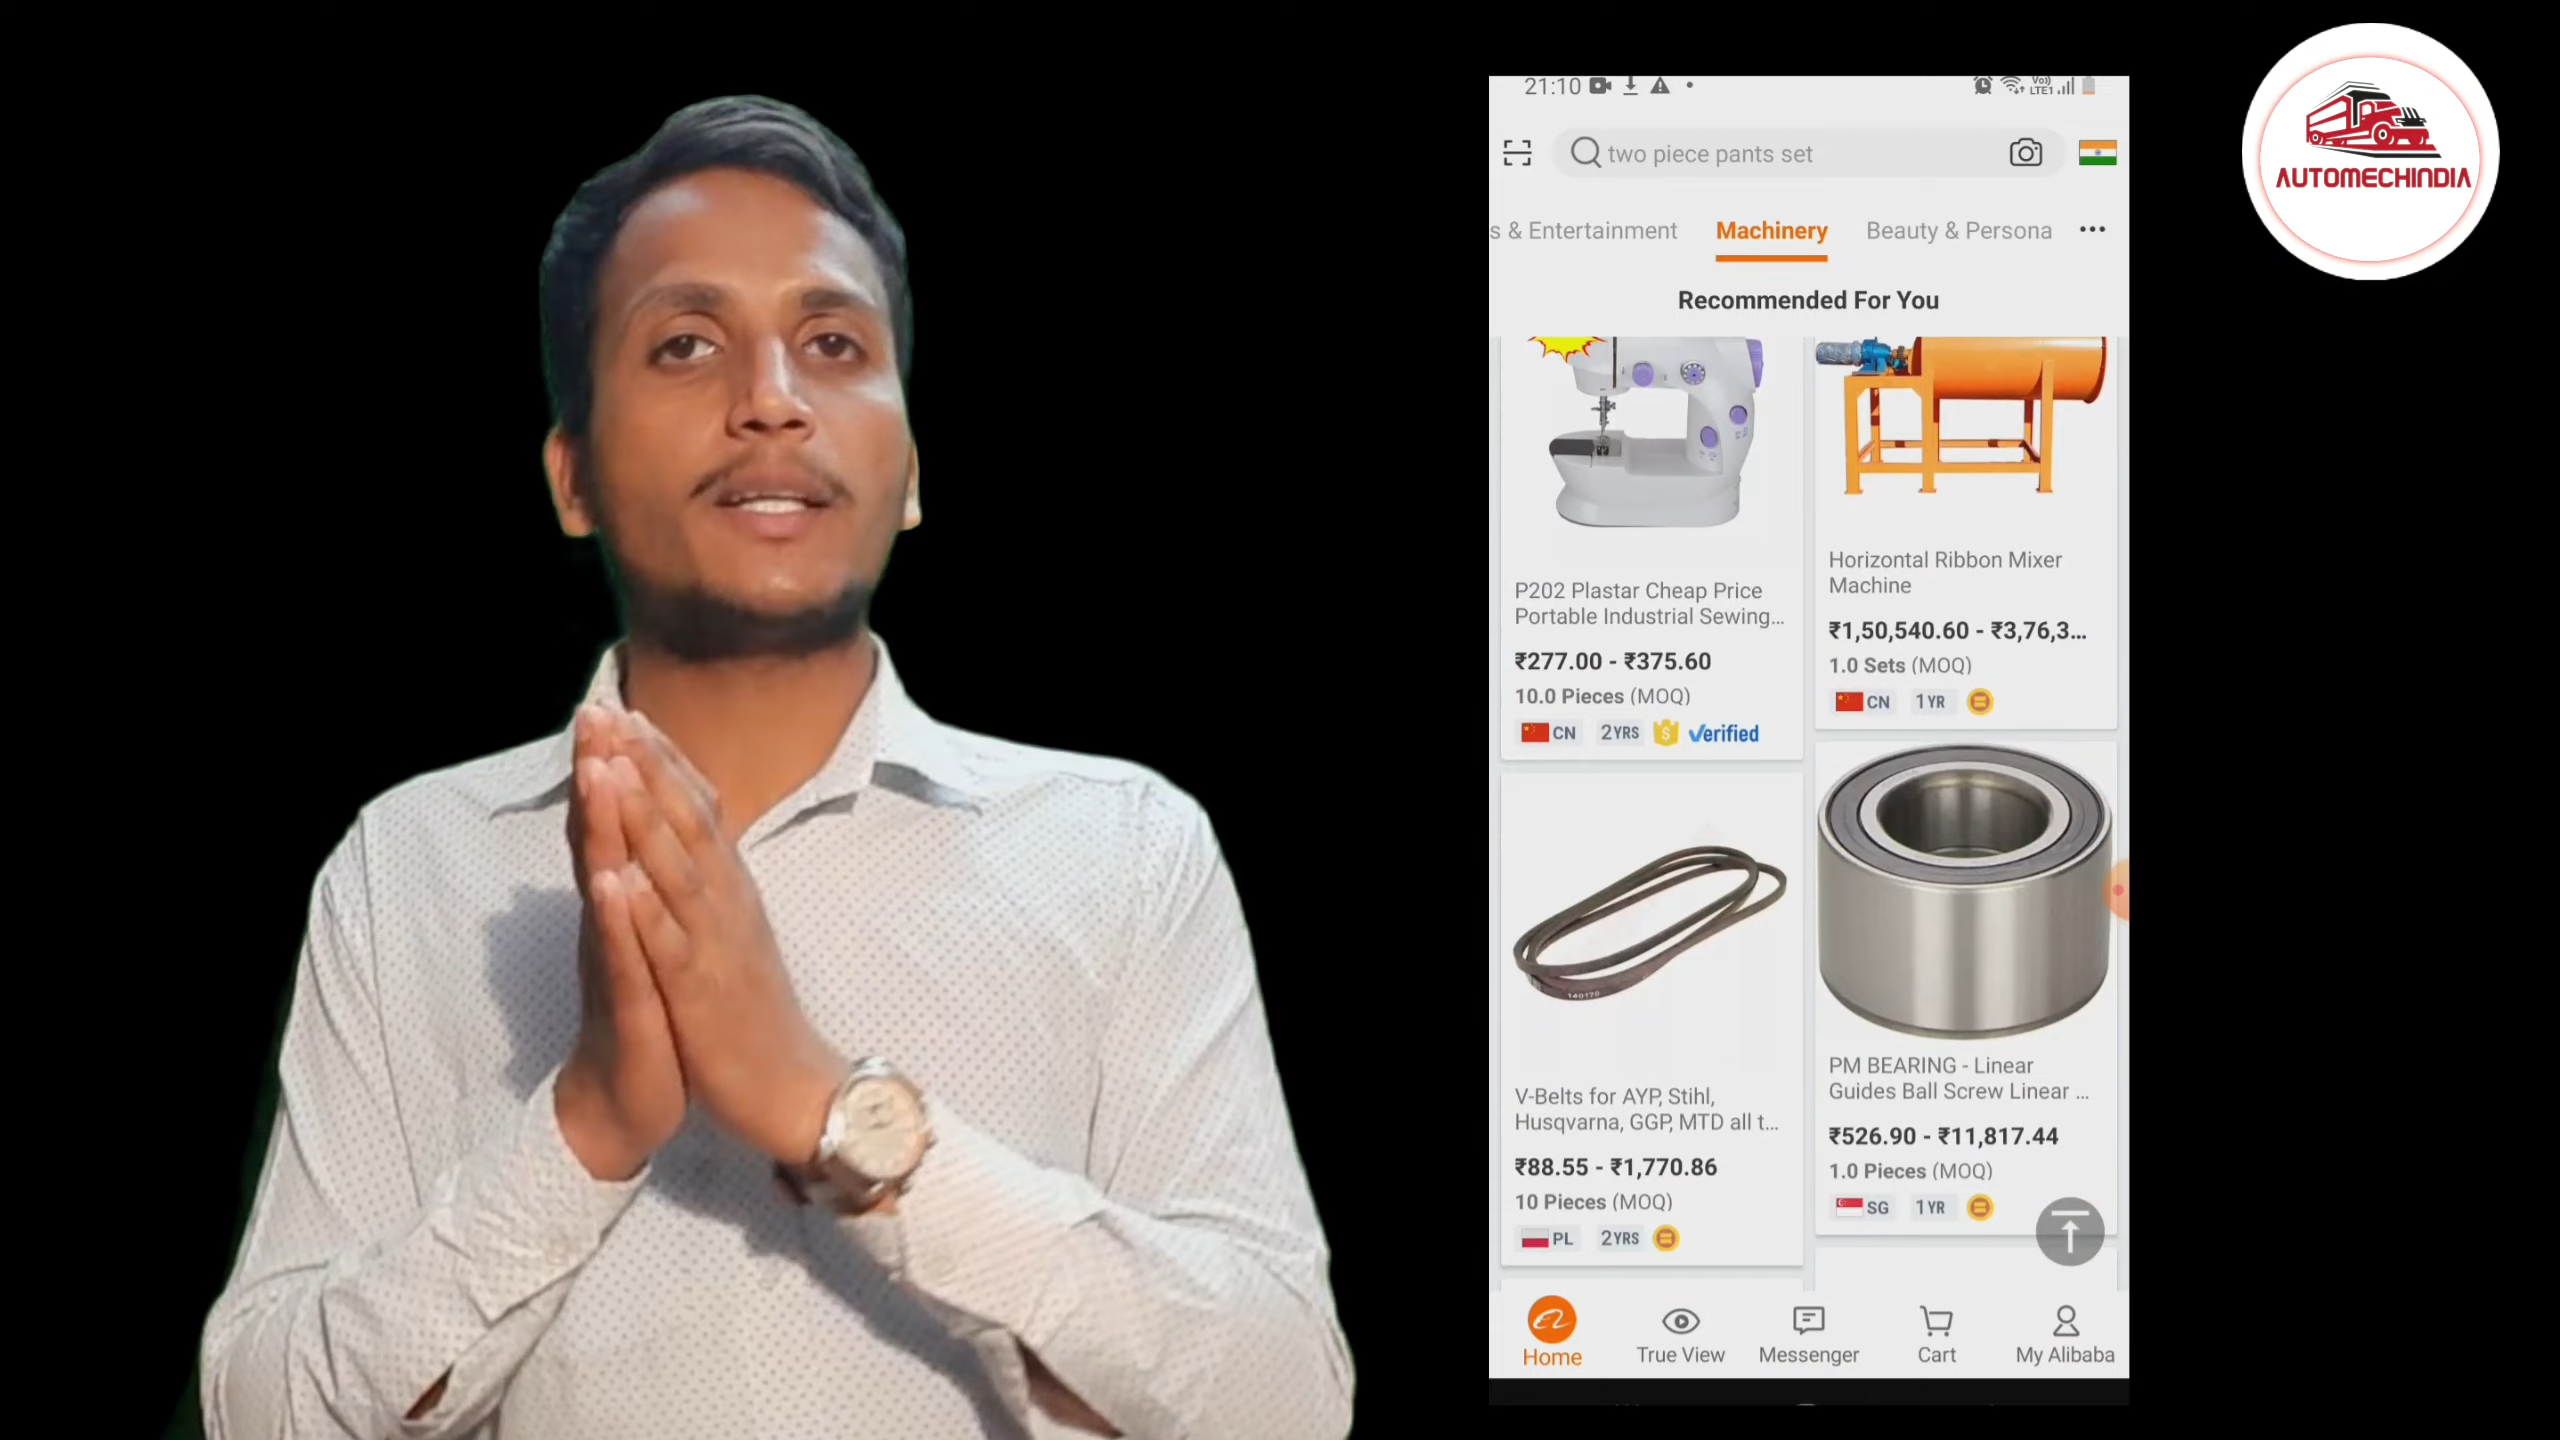 21:10
Vo)) LTE1
two piece pants set
s & Entertainment
Machinery
Beauty & Persona
Recommended For You
P202 Plastar Cheap Price
Portable Industrial Sewing...
₹277.00 - ₹375.60
10.0 Pieces (MOQ)
CN 2YRS $ Verified
Horizontal Ribbon Mixer
Machine
₹1,50,540.60 - ₹3,76,3...
1.0 Sets (MOQ)
CN 1YR
140170
V-Belts for AYP, Stihl,
Husqvarna, GGP, MTD all t...
₹88.55 - ₹1,770.86
10 Pieces (MOQ)
PL 2YRS
PM BEARING - Linear
Guides Ball Screw Linear ...
₹526.90 - ₹11,817.44
1.0 Pieces (MOQ)
SG 1YR
Home
True View
Messenger
Cart
My Alibaba
AUTOMECHINDIA